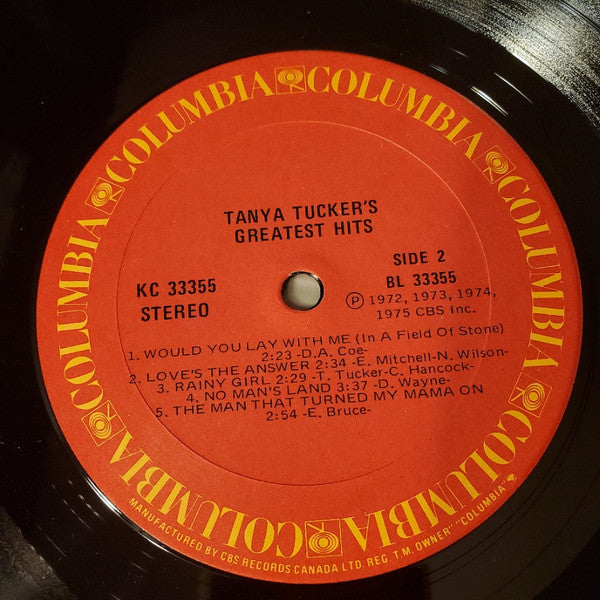 COLUMBIA COLUMBIA COLUMBIA COLUMBIA COLUMBIA COLUMBIA COLUMBIA COLUMBIA
TANYA TUCKER'S
GREATEST HITS
KC 33355
STEREO
SIDE 2
BL 33355
Ⓟ 1972, 1973, 1974,
1975 CBS Inc.
1. WOULD YOU LAY WITH ME (In A Field Of Stone)
2:23 -D.A. Coe-
2. LOVE'S THE ANSWER 2:34 -E. Mitchell-N. Wilson-
3. RAINY GIRL 2:29 -T. Tucker-C. Hancock-
4. NO MAN'S LAND 3:37 -D. Wayne-
5. THE MAN THAT TURNED MY MAMA ON
2:54 -E. Bruce-
MANUFACTURED BY CBS RECORDS CANADA LTD. REG. T.M. OWNER "COLUMBIA"